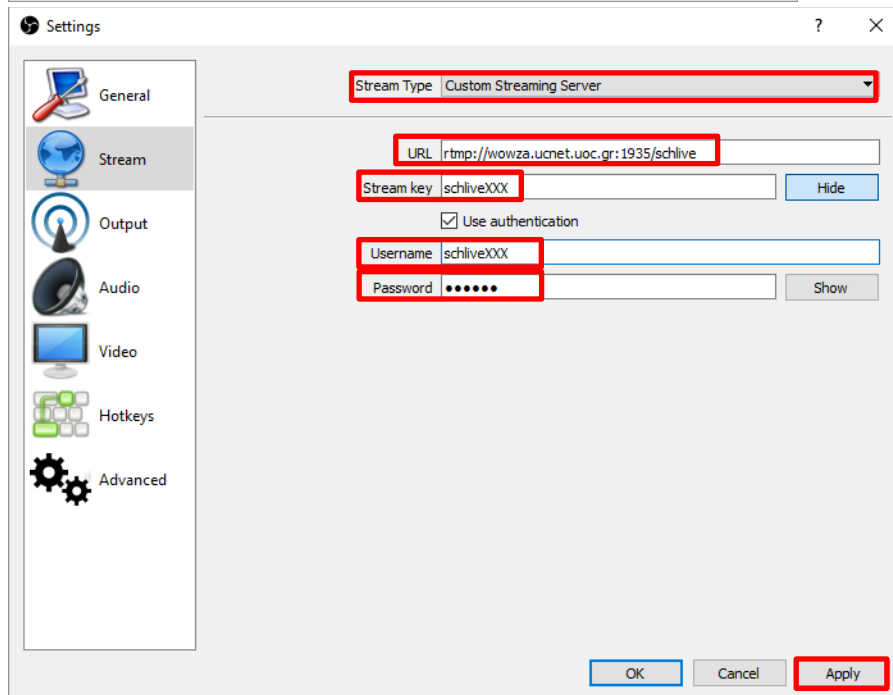 Settings
?
General
Stream
Output
Audio
Video
Hotkeys
Advanced
Stream Type Custom Streaming Server
URL rtmp://wowza.ucnet.uoc.gr:1935/schlive
Stream key schliveXXX Hide
Use authentication
Username schliveXXX
Password •••••• Show
OK Cancel Apply